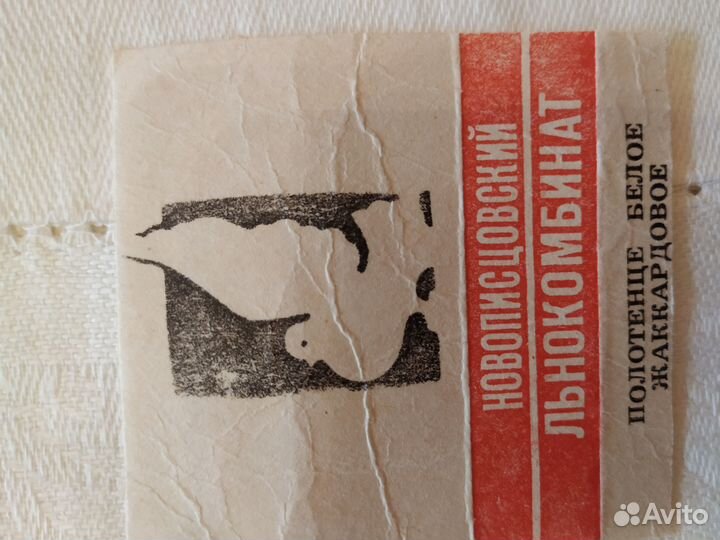 НОВОПИСЦОВСКИЙ
ЛЬНОКОМБИНАТ
ПОЛОТЕНЦЕ БЕЛОЕ
ЖАККАРДОВОЕ
Avito